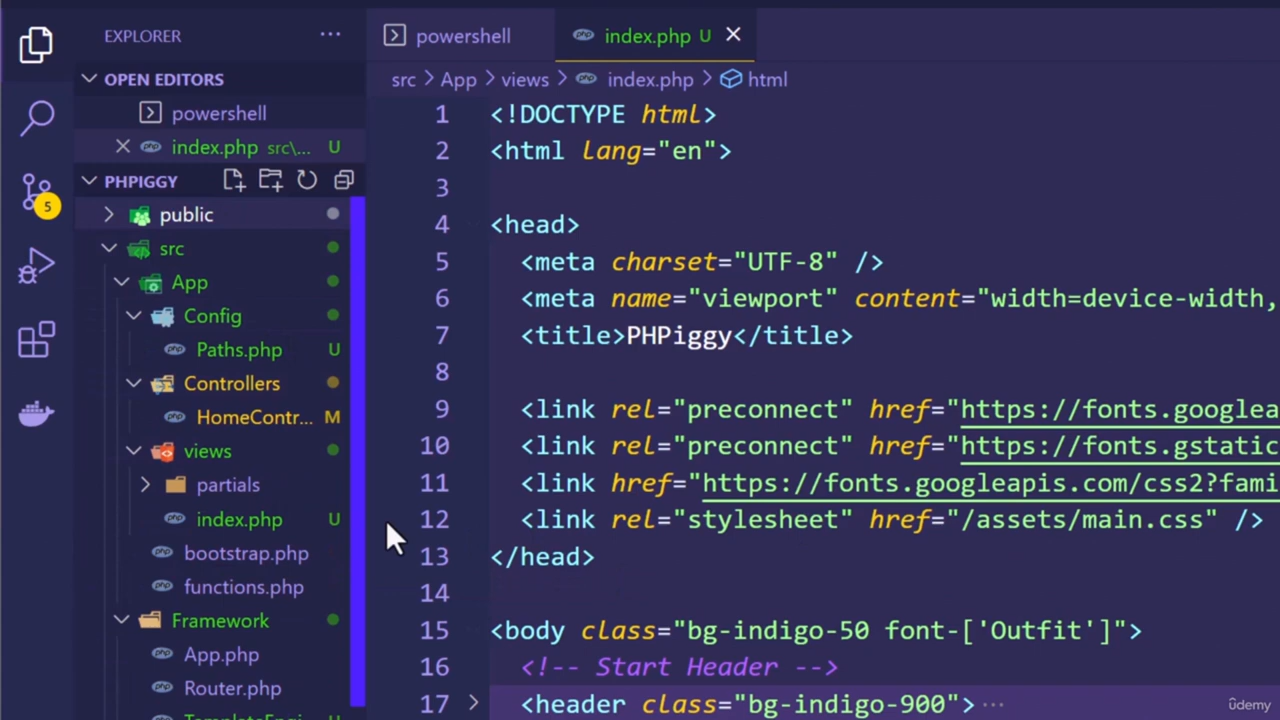 EXPLORER ···
OPEN EDITORS
powershell
index.php src\... U
PHPIGGY
public
src
App
Config
Paths.php U
Controllers
HomeContr... M
views
partials
index.php U
bootstrap.php
functions.php
Framework
App.php
Router.php
TemplateEngi U
5
powershell index.php U
src > App > views > index.php > html
1 <!DOCTYPE html>
2 <html lang="en">
3
4 <head>
5 <meta charset="UTF-8" />
6 <meta name="viewport" content="width=device-width,
7 <title>PHPiggy</title>
8
9 <link rel="preconnect" href="https://fonts.googlea
10 <link rel="preconnect" href="https://fonts.gstatic
11 <link href="https://fonts.googleapis.com/css2?fami
12 <link rel="stylesheet" href="/assets/main.css" />
13 </head>
14
15 <body class="bg-indigo-50 font-['Outfit']">
16 <!-- Start Header -->
17 <header class="bg-indigo-900"> ···
udemy